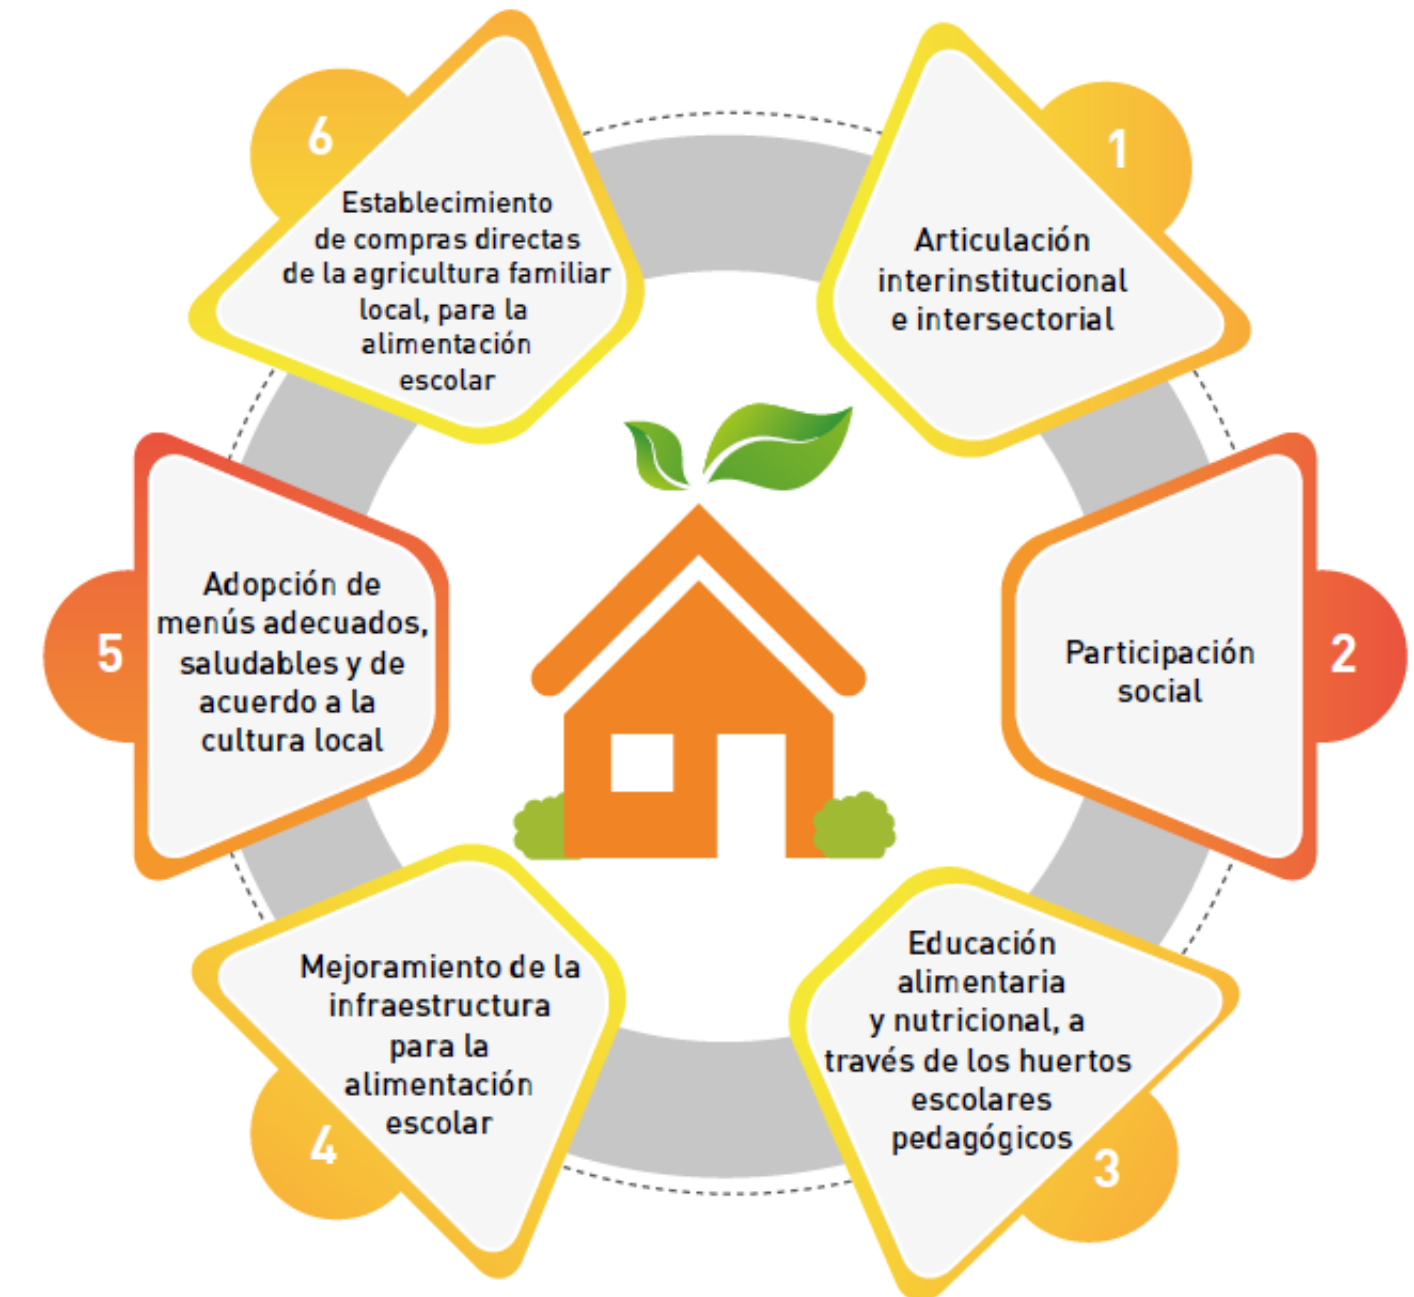 1
Articulación
interinstitucional
e intersectorial
2
Participación
social
Educación
alimentaria
y nutricional, a
través de los huertos
escolares
pedagógicos
3
Mejoramiento de la
infraestructura
para la
alimentación
escolar
4
5
Adopción de
menús adecuados,
saludables y de
acuerdo a la
cultura local
6
Establecimiento
de compras directas
de la agricultura familiar
local, para la
alimentación
escolar